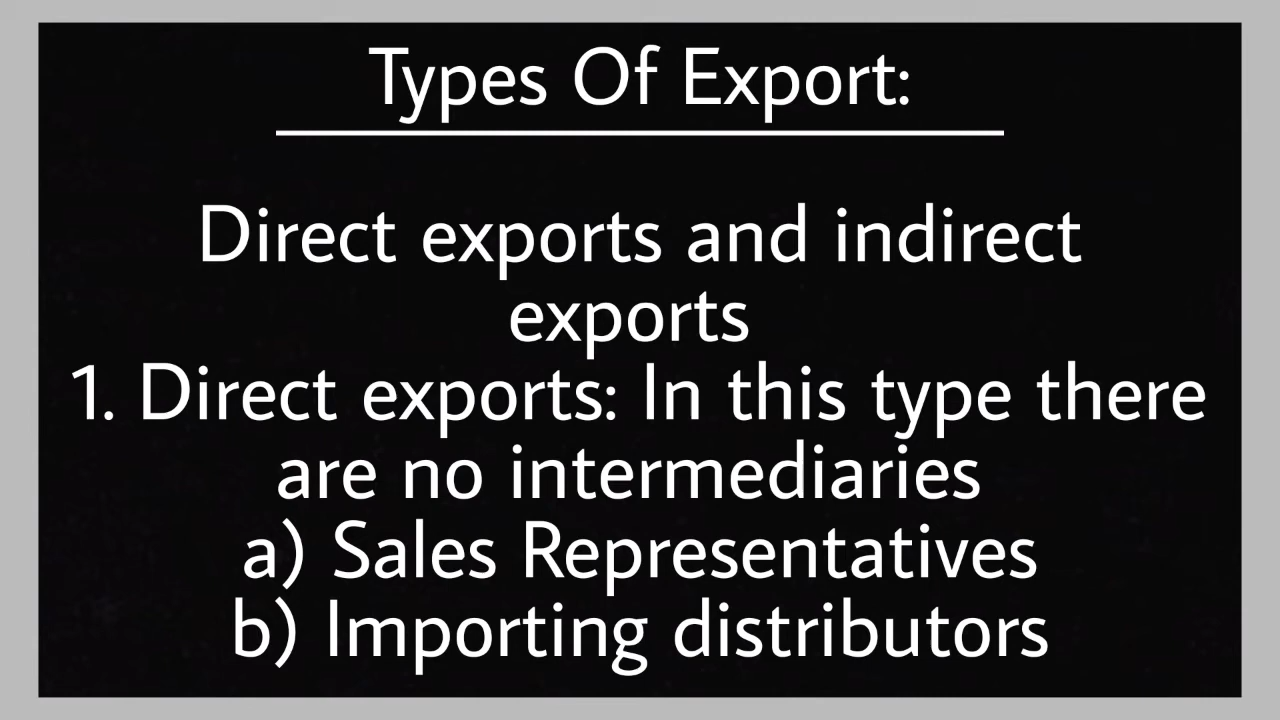 Types Of Export:
Direct exports and indirect
exports
1. Direct exports: In this type there
are no intermediaries
a) Sales Representatives
b) Importing distributors